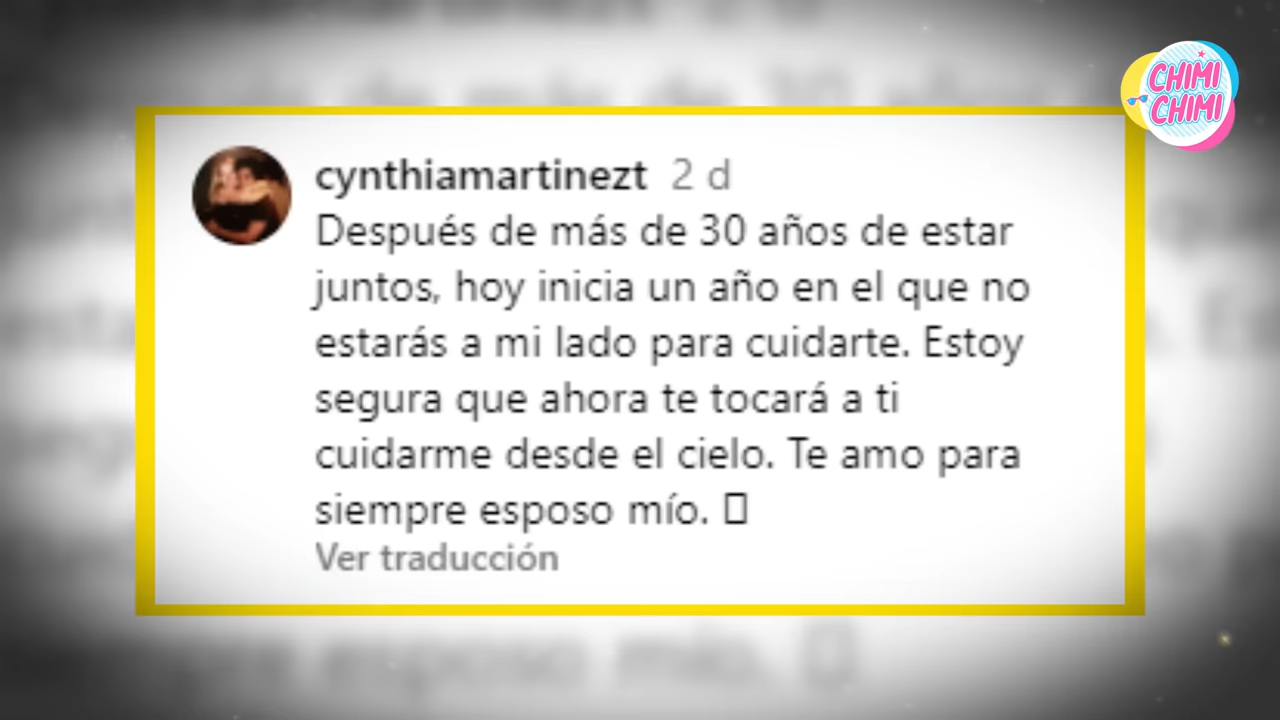 CHIMI
CHIMI
cynthiamartinezt 2 d
Después de más de 30 años de estar
juntos, hoy inicia un año en el que no
estarás a mi lado para cuidarte. Estoy
segura que ahora te tocará a ti
cuidarme desde el cielo. Te amo para
siempre esposo mío. 
Ver traducción